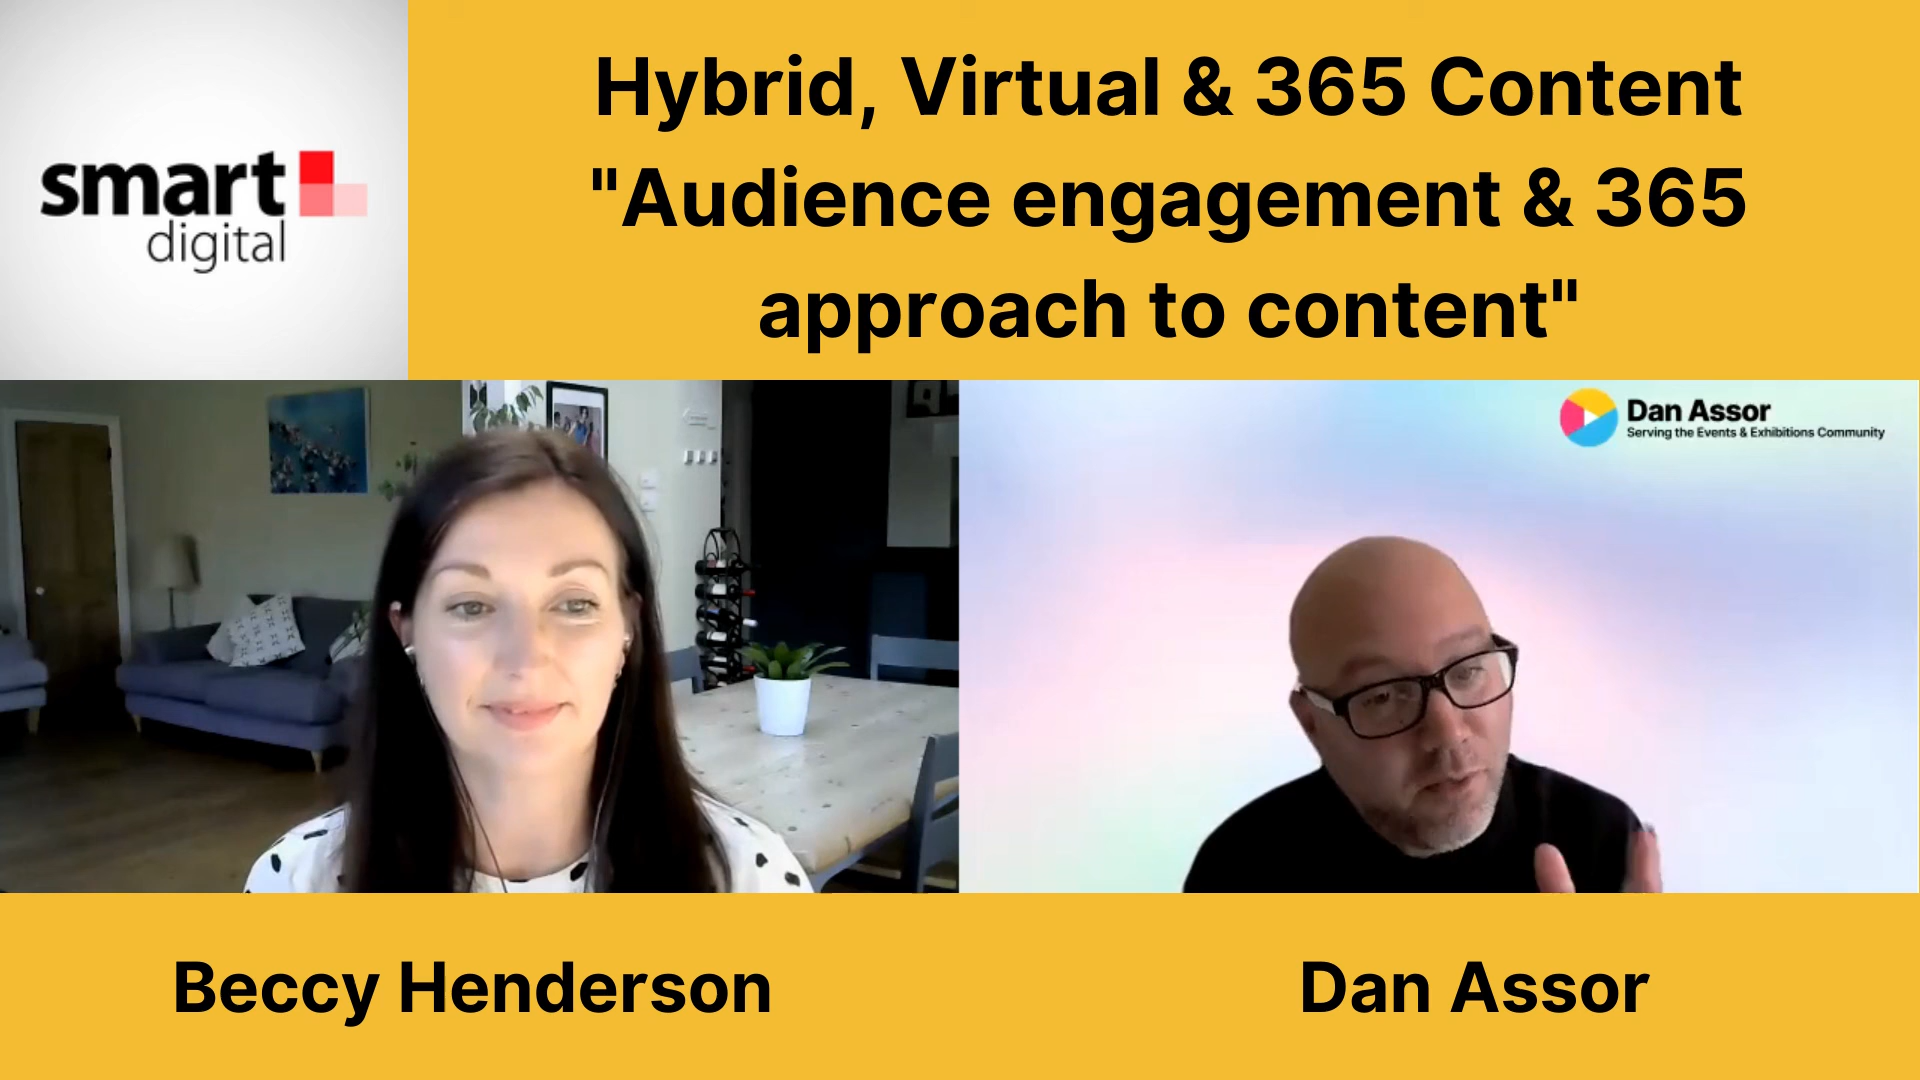 smart
digital
Hybrid, Virtual & 365 Content
"Audience engagement & 365
approach to content"
Dan Assor
Serving the Events & Exhibitions Community
Beccy Henderson
Dan Assor